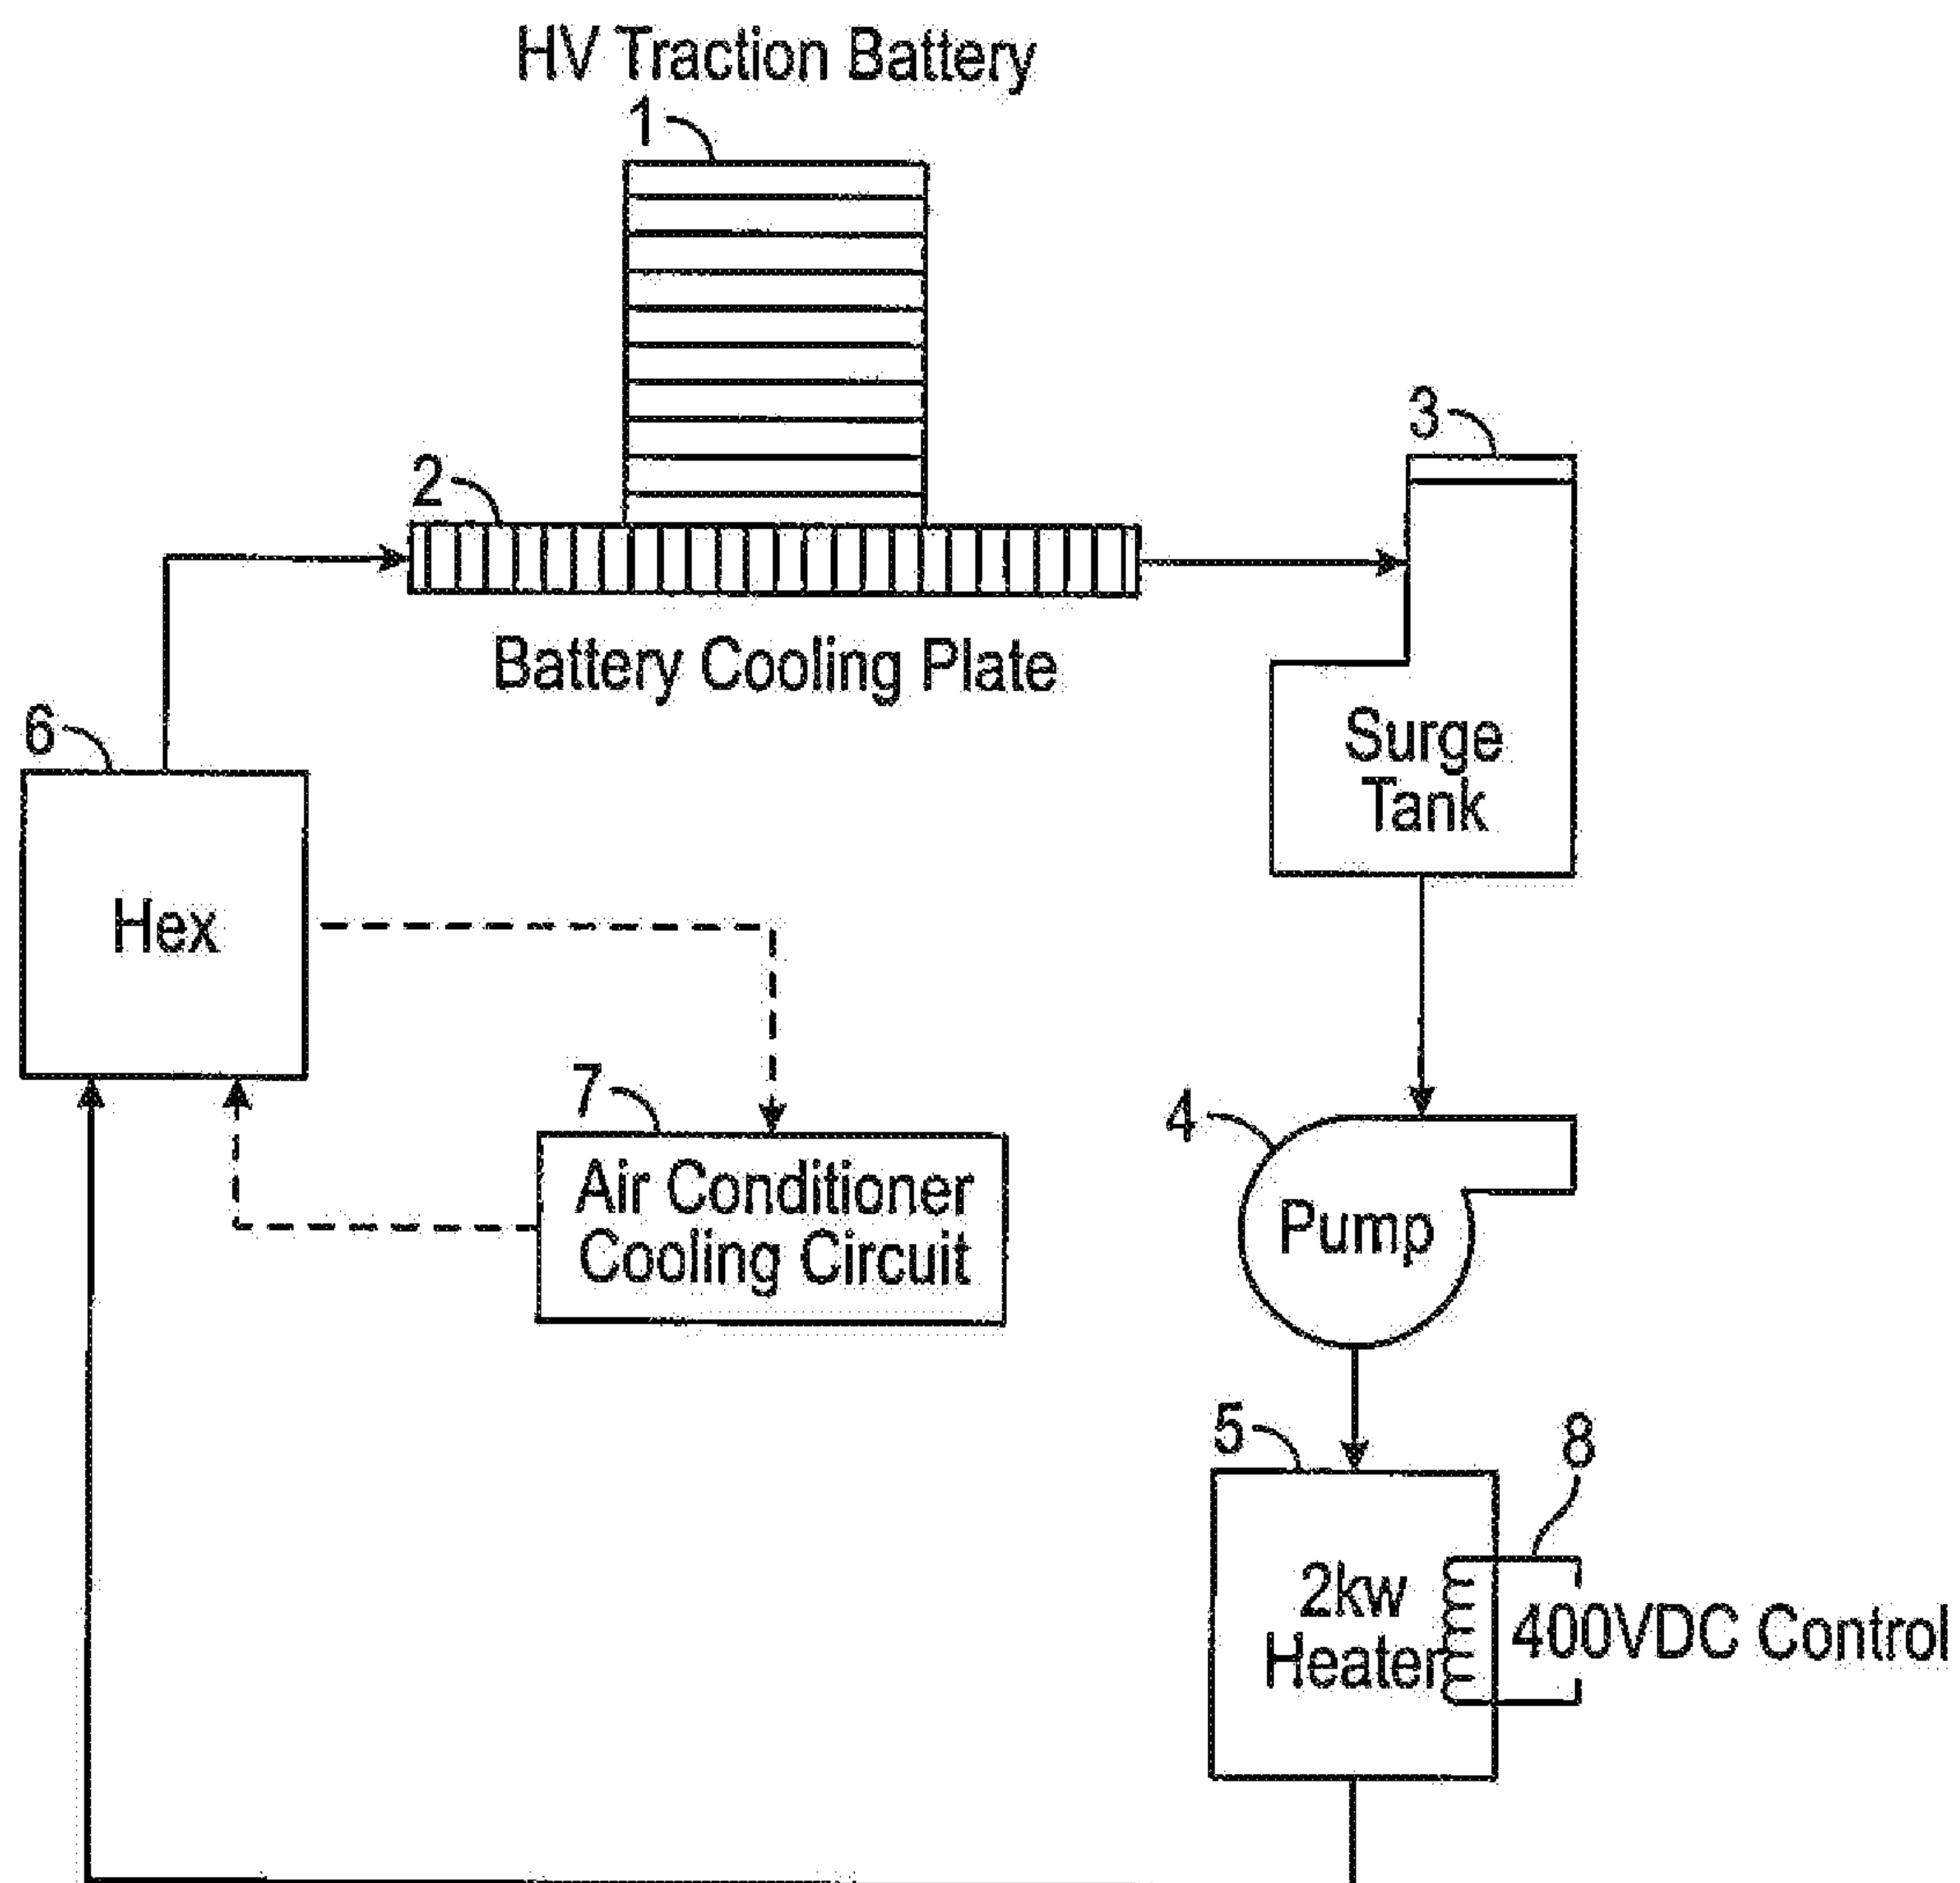 HV Traction Battery
1
3
2
Battery Cooling Plate
6
Surge
Tank
Hex
7
4
Air Conditioner
Cooling Circuit
Pump
5
8
2kw
Heater
400VDC Control